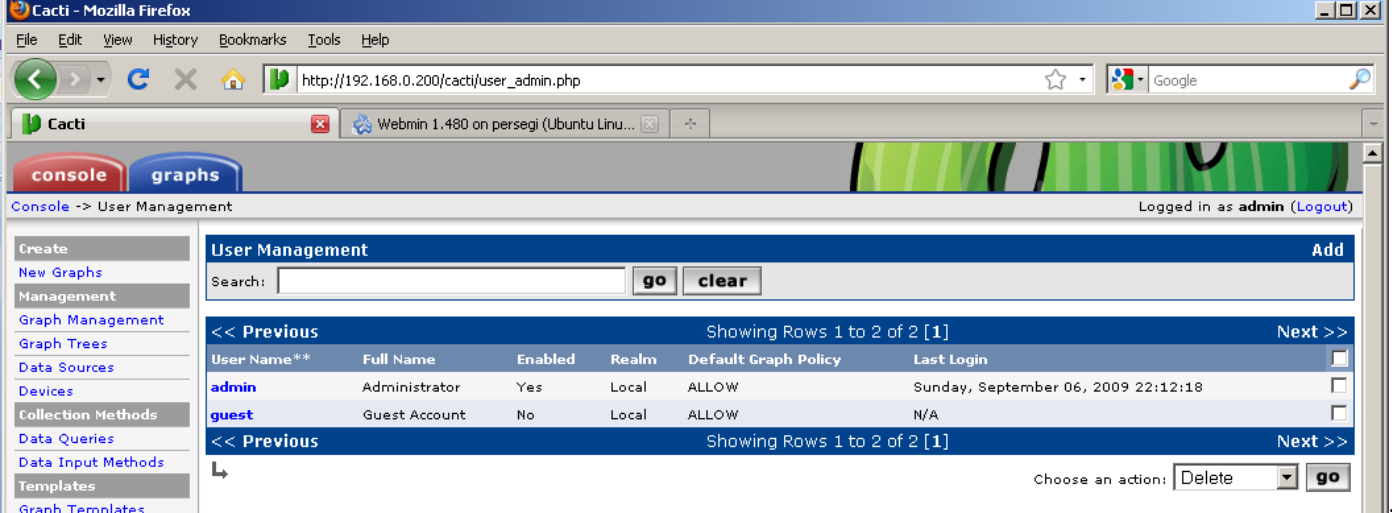 Cacti - Mozilla Firefox
File Edit View History Bookmarks Tools Help
http://192.168.0.200/cacti/user_admin.php
Google
Cacti
Webmin 1.480 on persegi (Ubuntu Linu...
console graphs
Console -> User Management
Logged in as admin (Logout)
Create
New Graphs
Management
Graph Management
Graph Trees
Data Sources
Devices
Collection Methods
Data Queries
Data Input Methods
Templates
Graph Templates
User Management Add
Search: go clear
<< Previous Showing Rows 1 to 2 of 2 [1] Next >>
User Name** Full Name Enabled Realm Default Graph Policy Last Login
admin Administrator Yes Local ALLOW Sunday, September 06, 2009 22:12:18
guest Guest Account No Local ALLOW N/A
<< Previous Showing Rows 1 to 2 of 2 [1] Next >>
Choose an action: Delete go